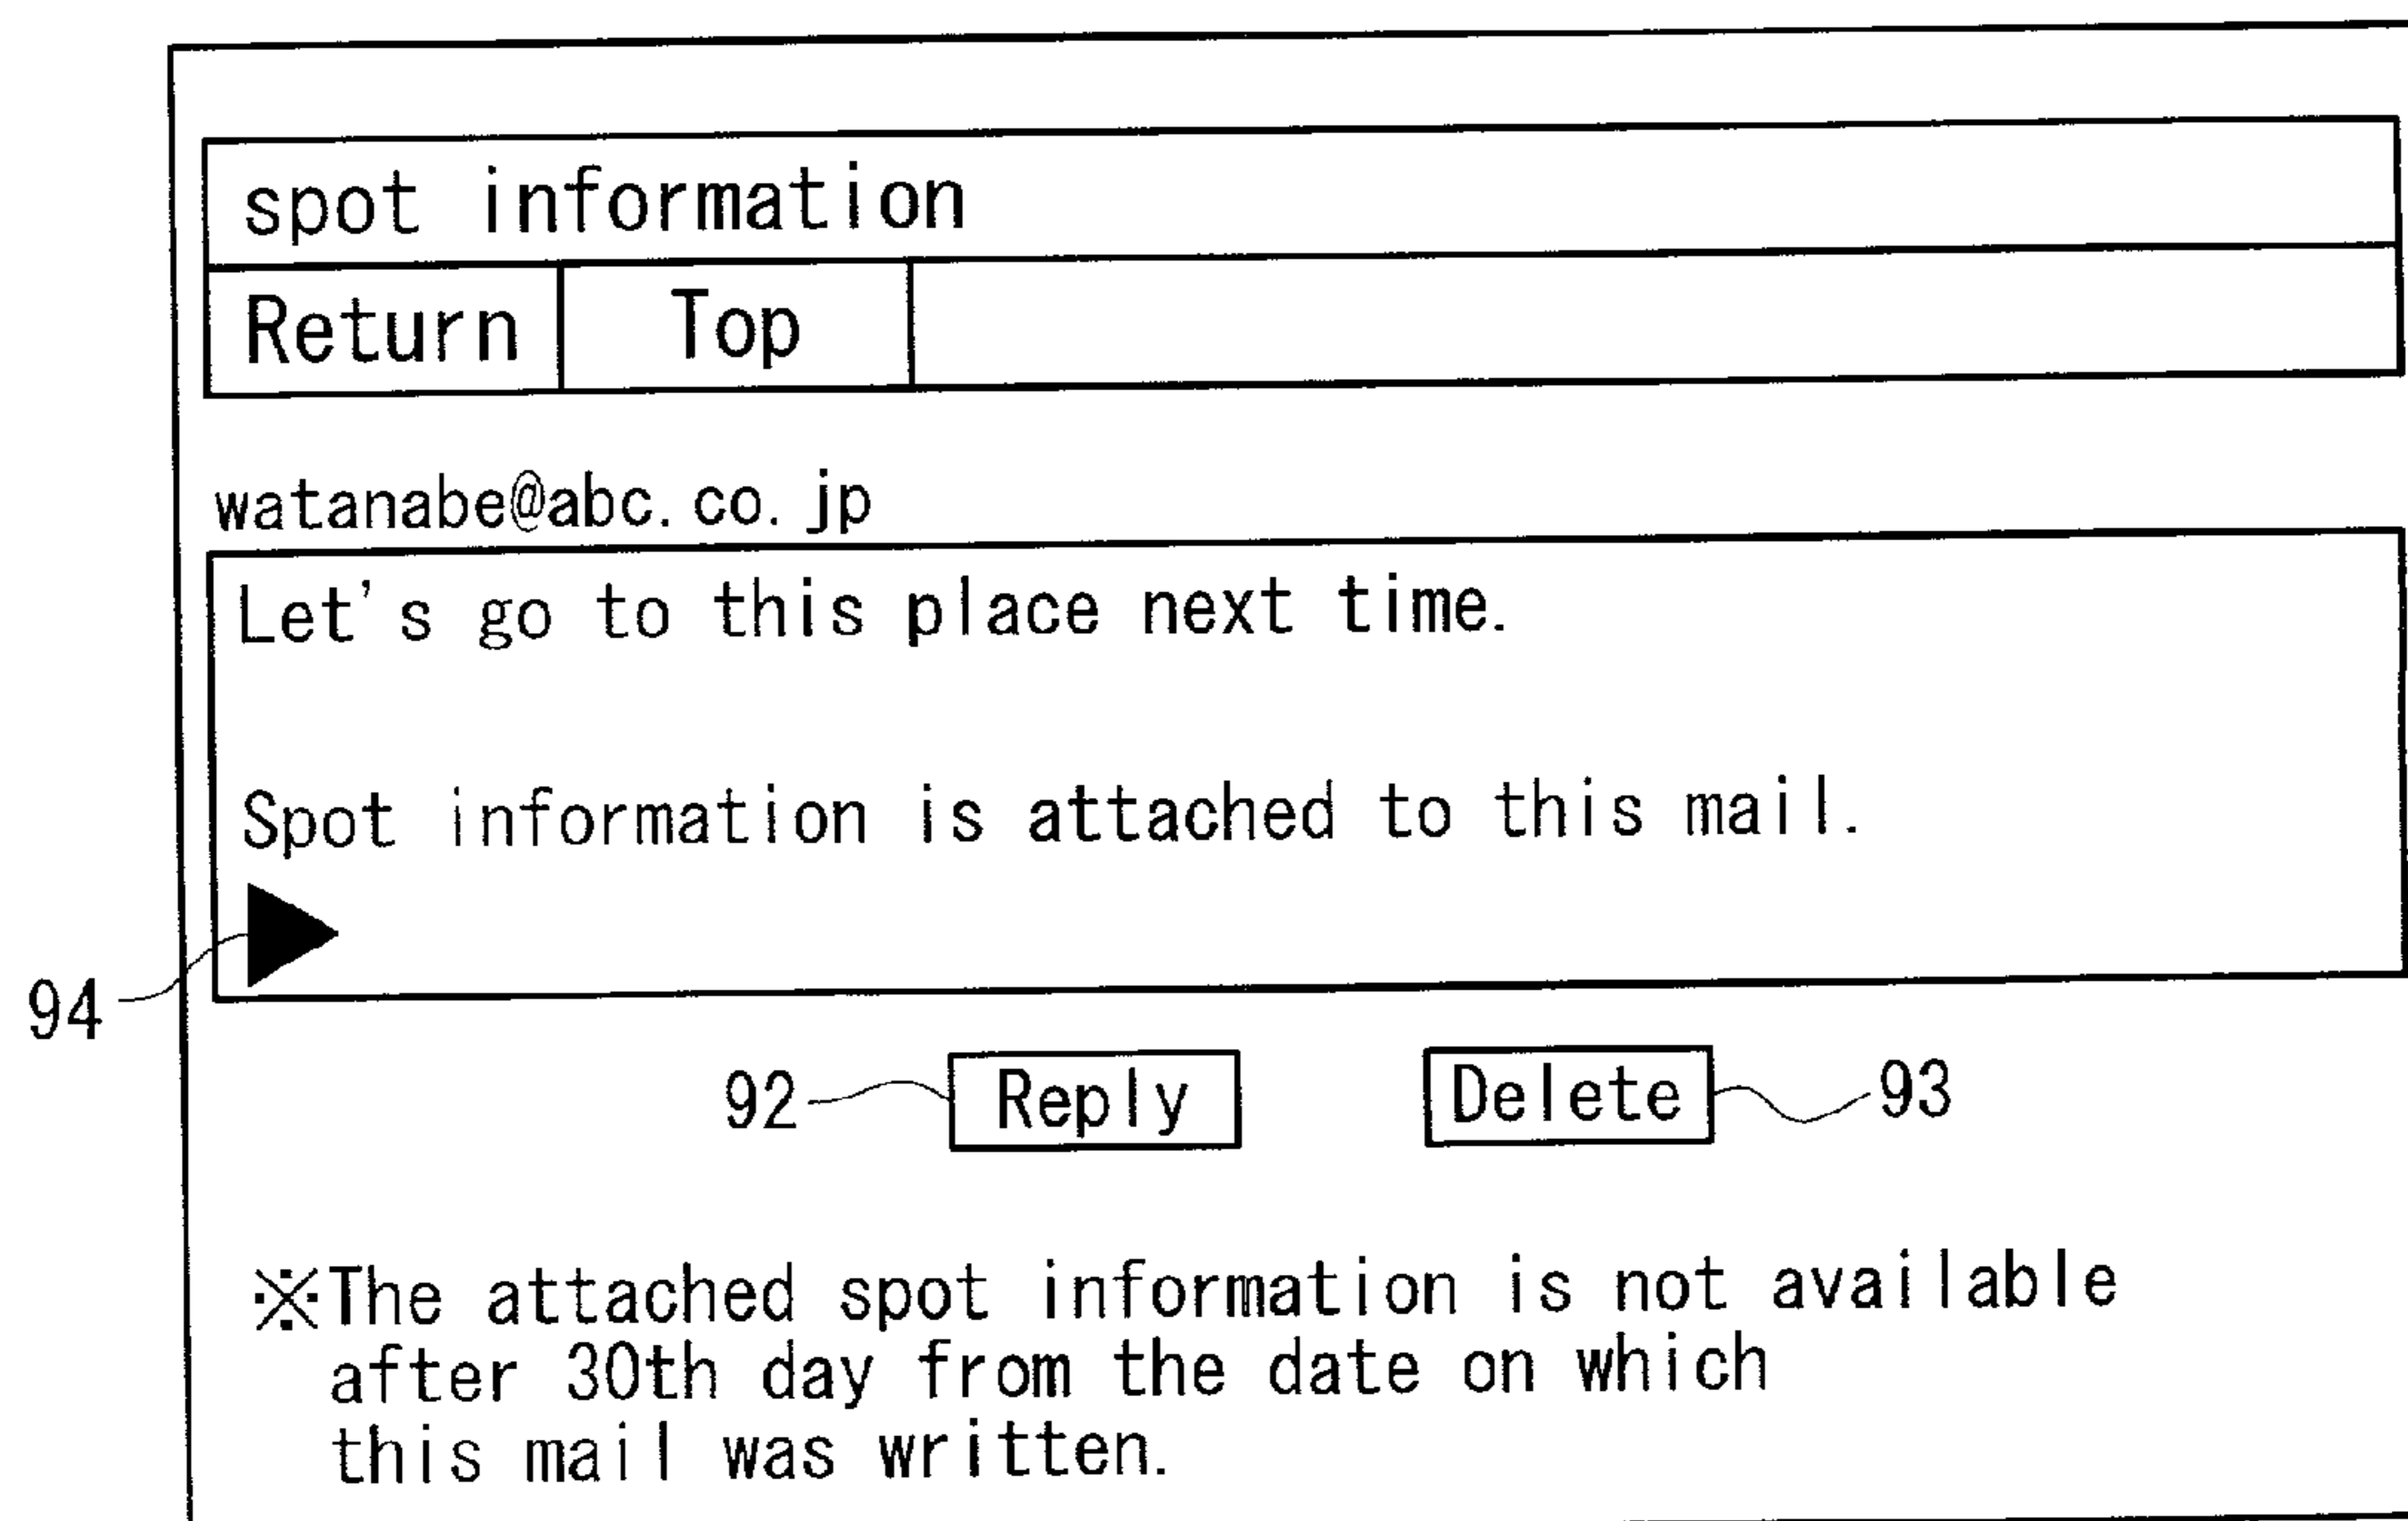 spot information
Return Top
watanabe@abc.co.jp
Let's go to this place next time.
Spot information is attached to this mail.
94
92 Reply Delete 93
※The attached spot information is not available
after 30th day from the date on which
this mail was written.